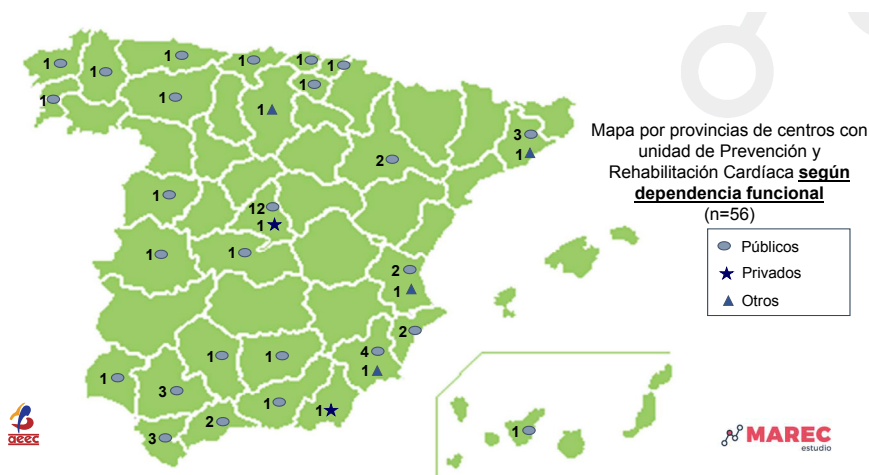 1
1
1
1
1
1
1
1
1
1
3
1
2
1
12
1
1
1
2
1
2
4
1
1
1
1
3
1
1
2
3
1
Mapa por provincias de centros con
unidad de Prevención y
Rehabilitación Cardíaca según
dependencia funcional
(n=56)
Públicos
Privados
Otros
aeec
MAREC
estudio